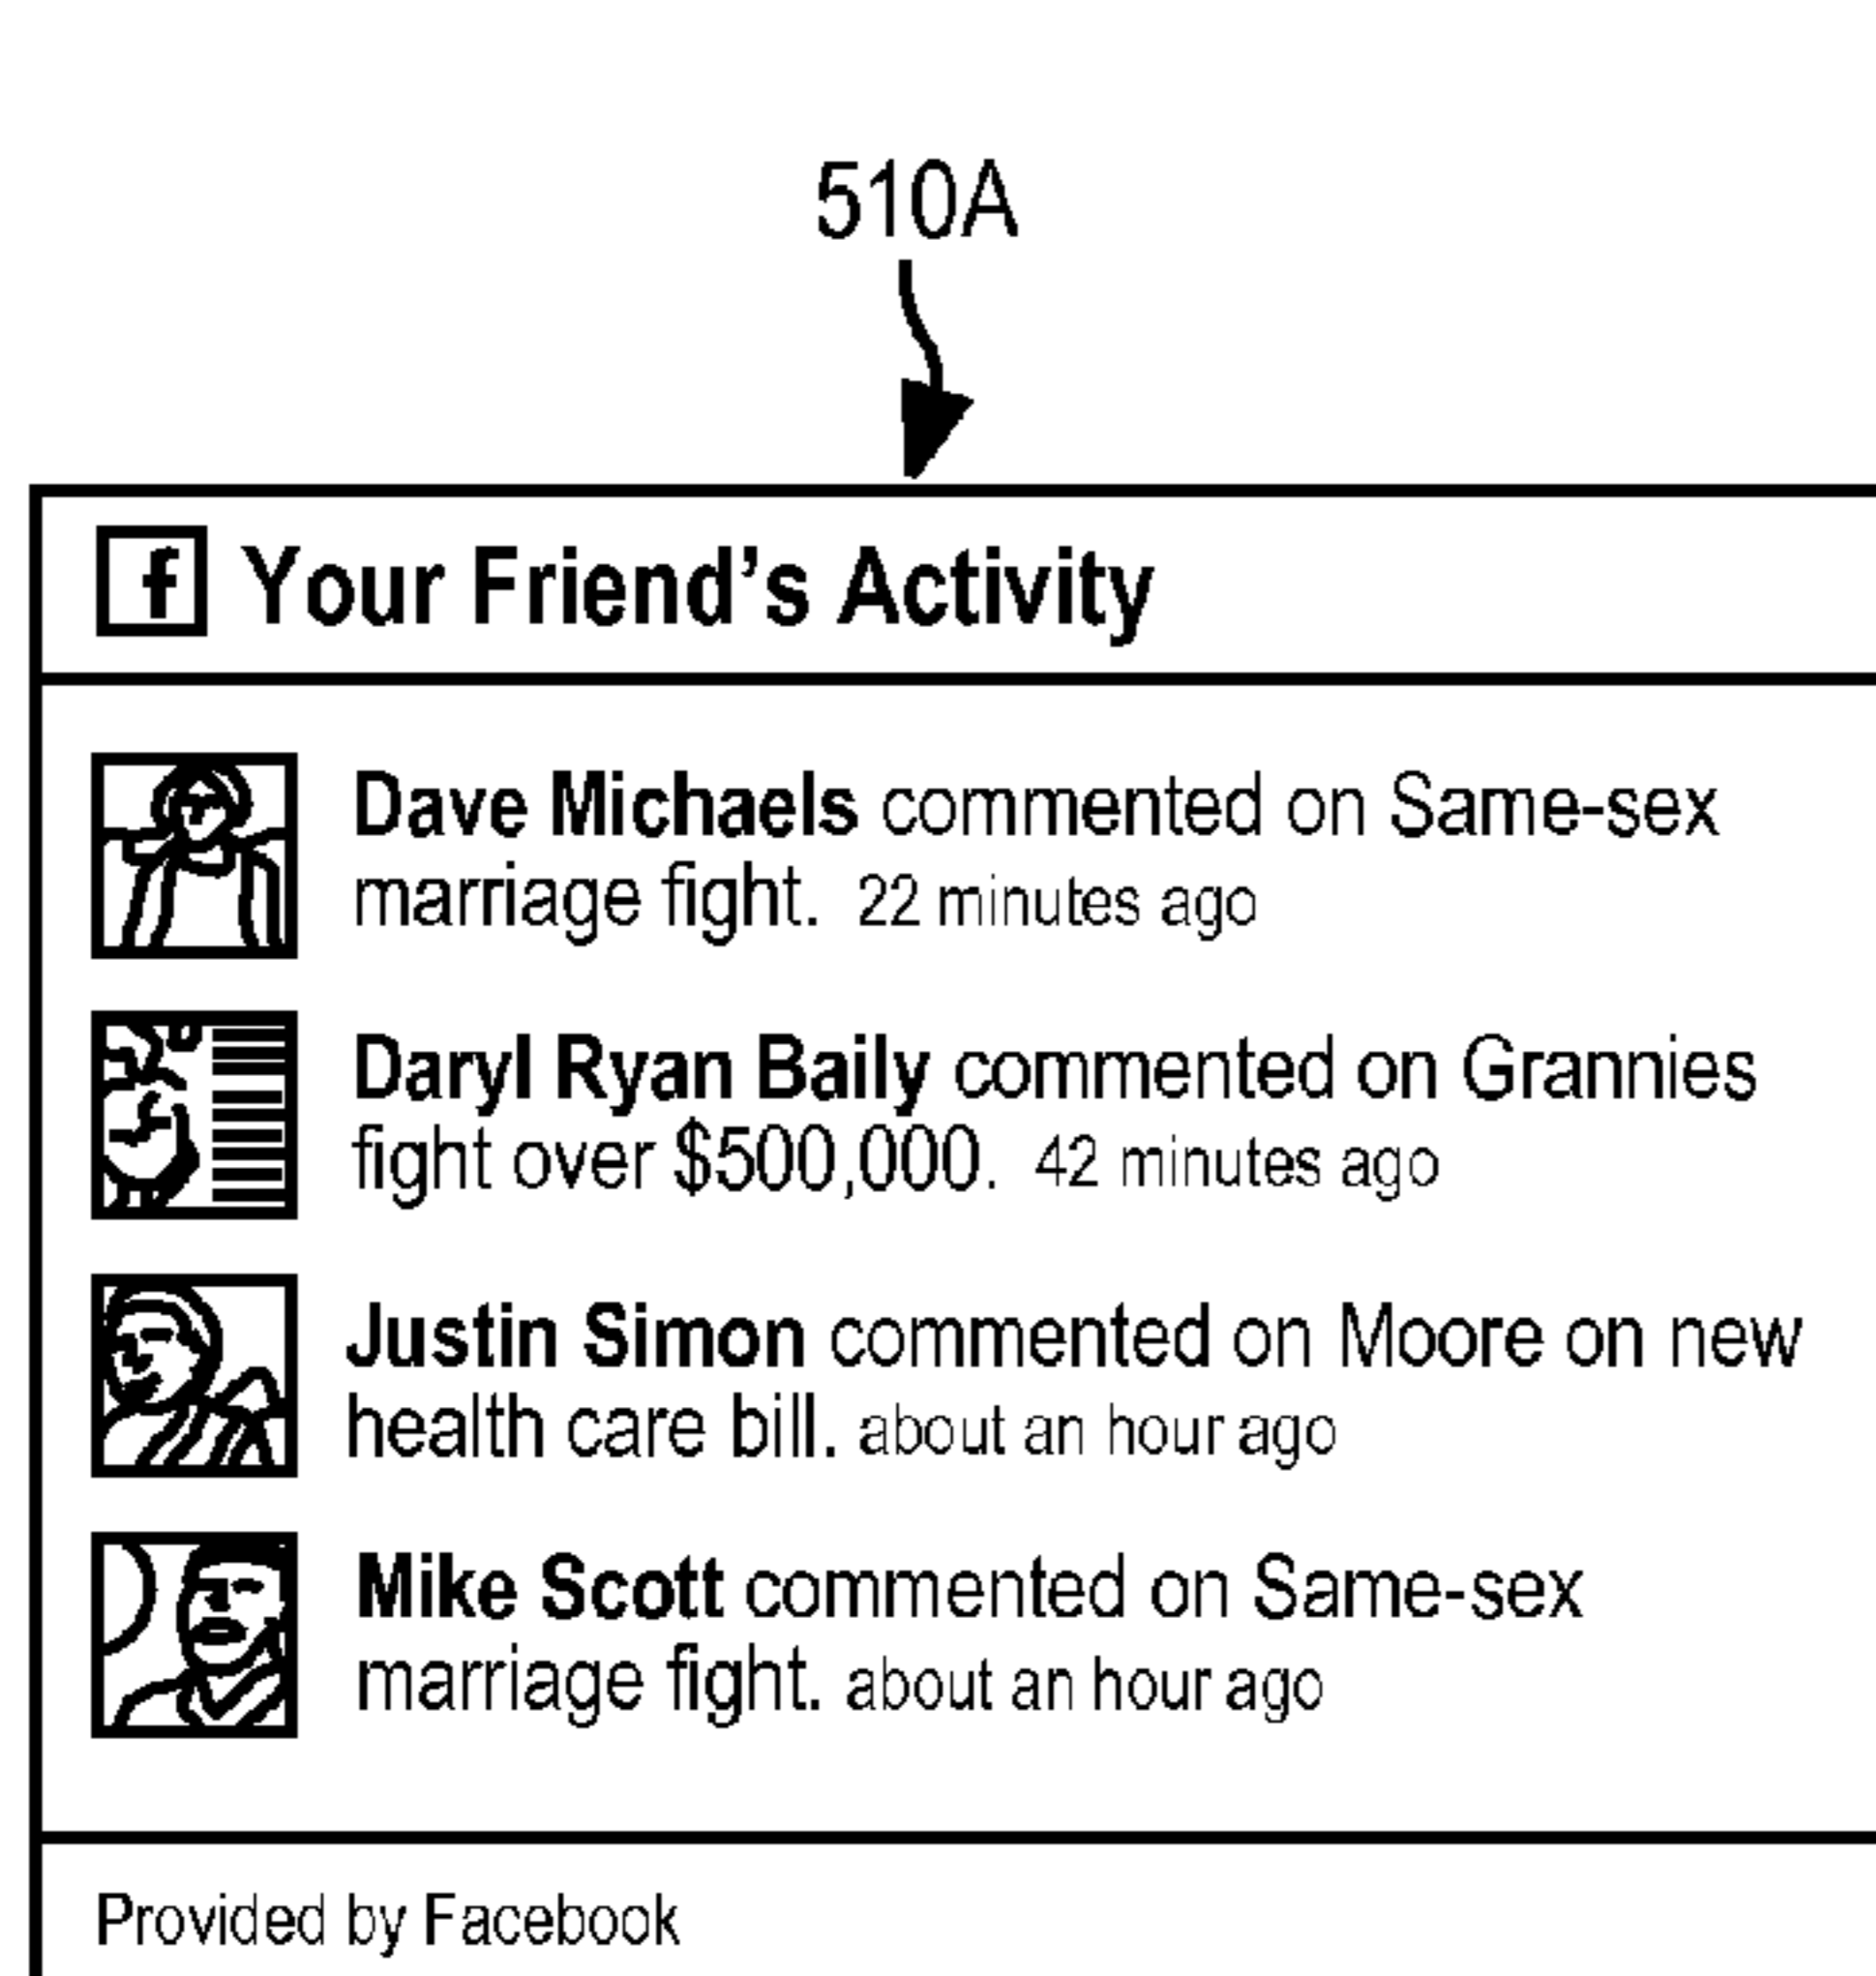 510A
f Your Friend’s Activity
Dave Michaels commented on Same-sex
marriage fight. 22 minutes ago
Daryl Ryan Baily commented on Grannies
fight over $500,000. 42 minutes ago
Justin Simon commented on Moore on new
health care bill. about an hour ago
Mike Scott commented on Same-sex
marriage fight. about an hour ago
Provided by Facebook